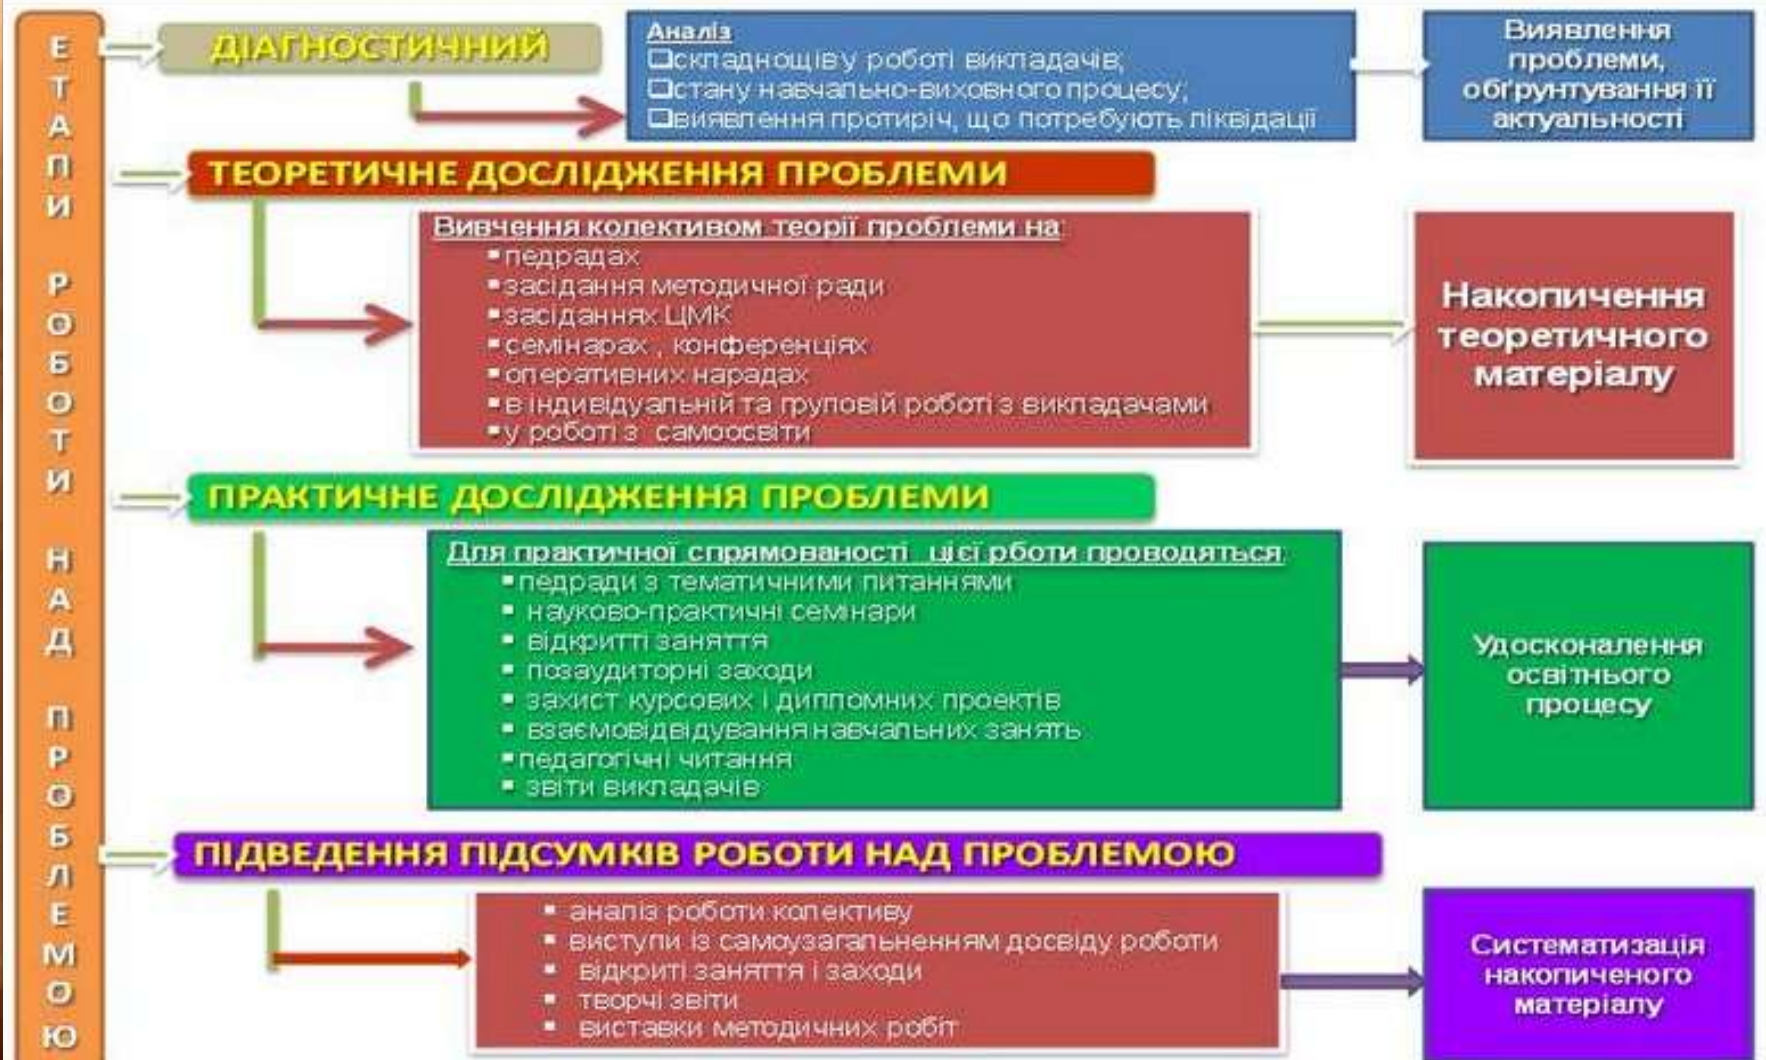 ЕТАПИ РОБОТИ НАД ПРОБЛЕМОЮ
ДІАГНОСТИЧНИЙ
Аналіз
складнощів у роботі викладачів;
стану навчально-виховного процесу;
виявлення протиріч, що потребують ліквідації
Виявлення
проблеми,
обґрунтування її
актуальності
ТЕОРЕТИЧНЕ ДОСЛІДЖЕННЯ ПРОБЛЕМИ
Вивчення колективом теорії проблеми на:
▪педрадах
▪засідання методичної ради
▪засіданнях ЦМК
▪семінарах , конференціях
▪оперативних нарадах
▪в індивідуальній та груповій роботі з викладачами
▪у роботі з самоосвіти
Накопичення
теоретичного
матеріалу
ПРАКТИЧНЕ ДОСЛІДЖЕННЯ ПРОБЛЕМИ
Для практичної спрямованості цієї рботи проводяться:
▪педради з тематичними питаннями
▪ науково-практичні семінари
▪ відкритті заняття
▪ позаудиторні заходи
▪ захист курсових і дипломних проектів
▪ взаємовідвідування навчальних занять
▪педагогічні читання
▪ звіти викладачів
Удосконалення
освітнього
процесу
ПІДВЕДЕННЯ ПІДСУМКІВ РОБОТИ НАД ПРОБЛЕМОЮ
▪ аналіз роботи колективу
▪ виступи із самоузагальненням досвіду роботи
▪ відкриті заняття і заходи
▪ творчі звіти
▪ виставки методичних робіт
Систематизація
накопиченого
матеріалу